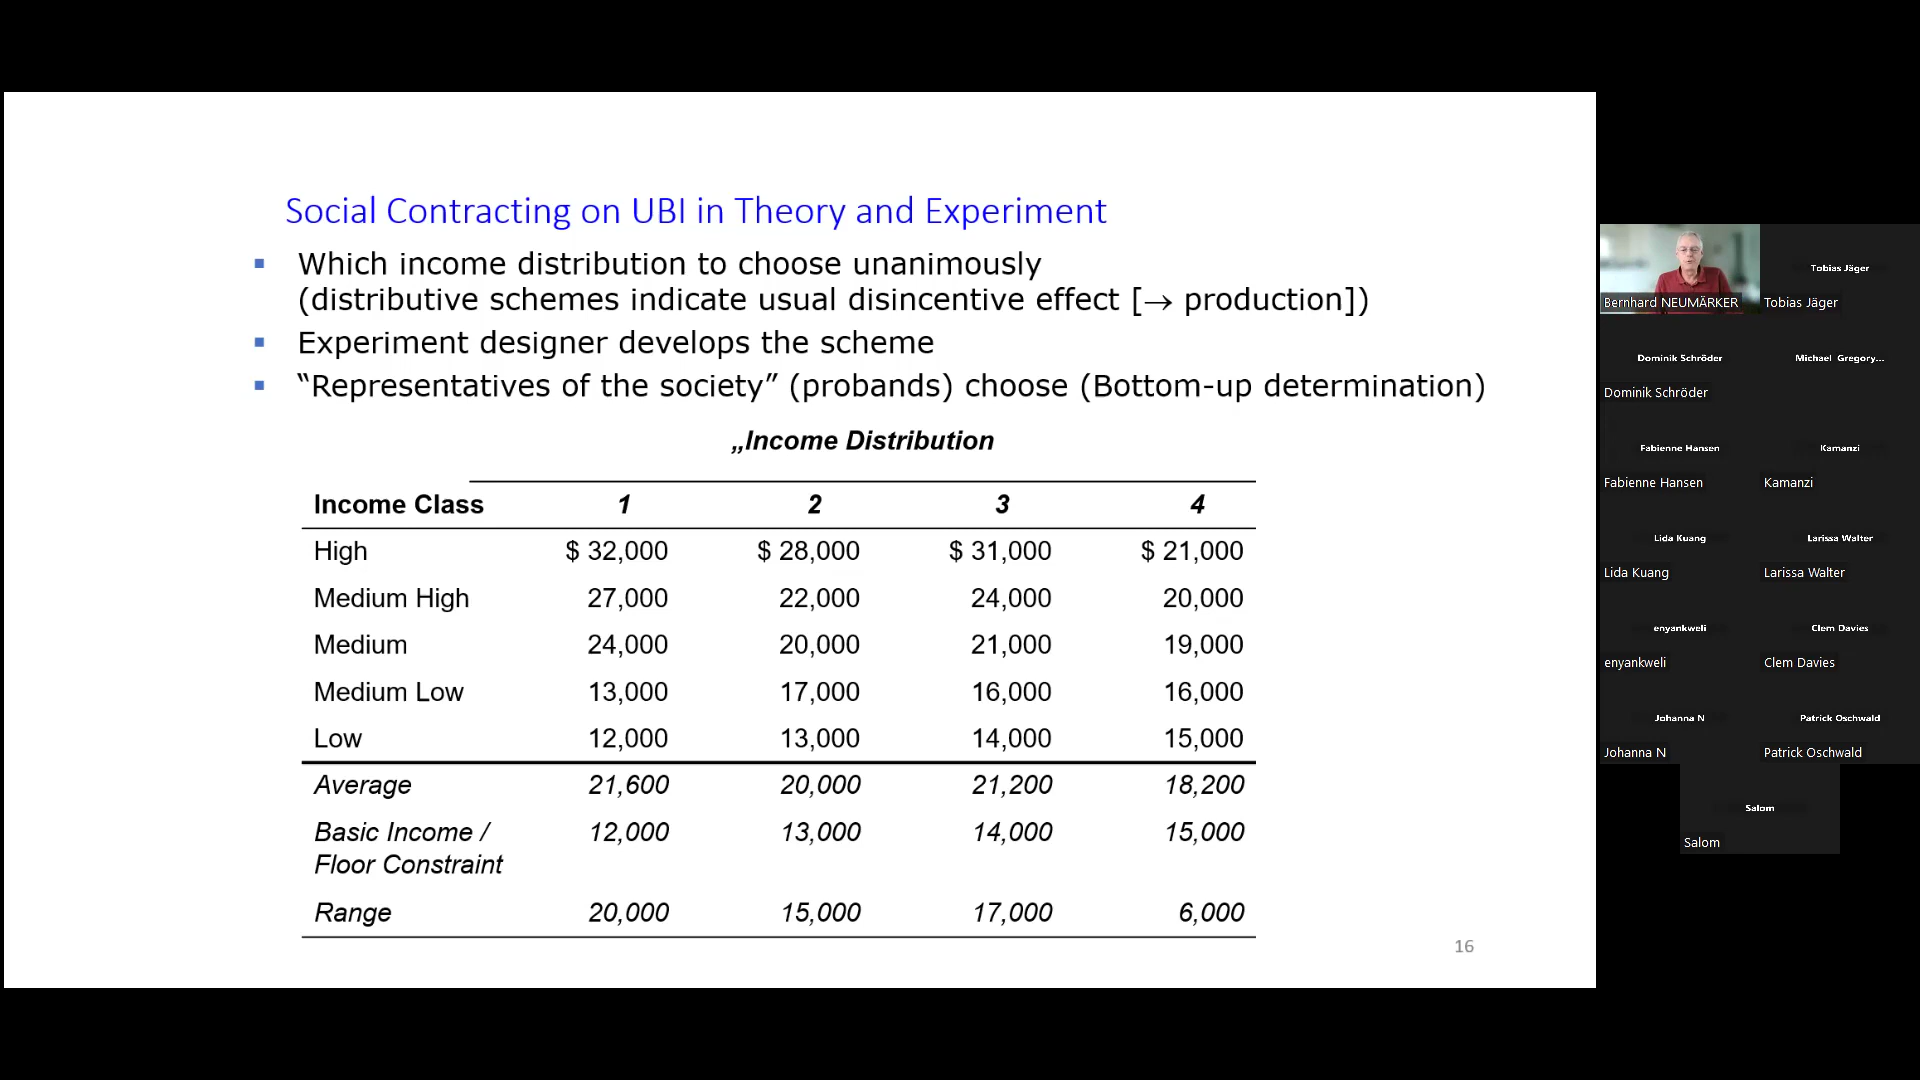 Social Contracting on UBI in Theory and Experiment
▪ Which income distribution to choose unanimously
(distributive schemes indicate usual disincentive effect [→ production])
▪ Experiment designer develops the scheme
▪ “Representatives of the society” (probands) choose (Bottom-up determination)
„Income Distribution
Income Class 1 2 3 4
High $ 32,000 $ 28,000 $ 31,000 $ 21,000
Medium High 27,000 22,000 24,000 20,000
Medium 24,000 20,000 21,000 19,000
Medium Low 13,000 17,000 16,000 16,000
Low 12,000 13,000 14,000 15,000
Average 21,600 20,000 21,200 18,200
Basic Income / 12,000 13,000 14,000 15,000
Floor Constraint
Range 20,000 15,000 17,000 6,000
16
Bernhard NEUMÄRKER
Tobias Jäger
Tobias Jäger
Dominik Schröder
Dominik Schröder
Michael Gregory...
Fabienne Hansen
Fabienne Hansen
Kamanzi
Kamanzi
Lida Kuang
Lida Kuang
Larissa Walter
Larissa Walter
enyankweli
enyankweli
Clem Davies
Clem Davies
Johanna N
Johanna N
Patrick Oschwald
Patrick Oschwald
Salom
Salom